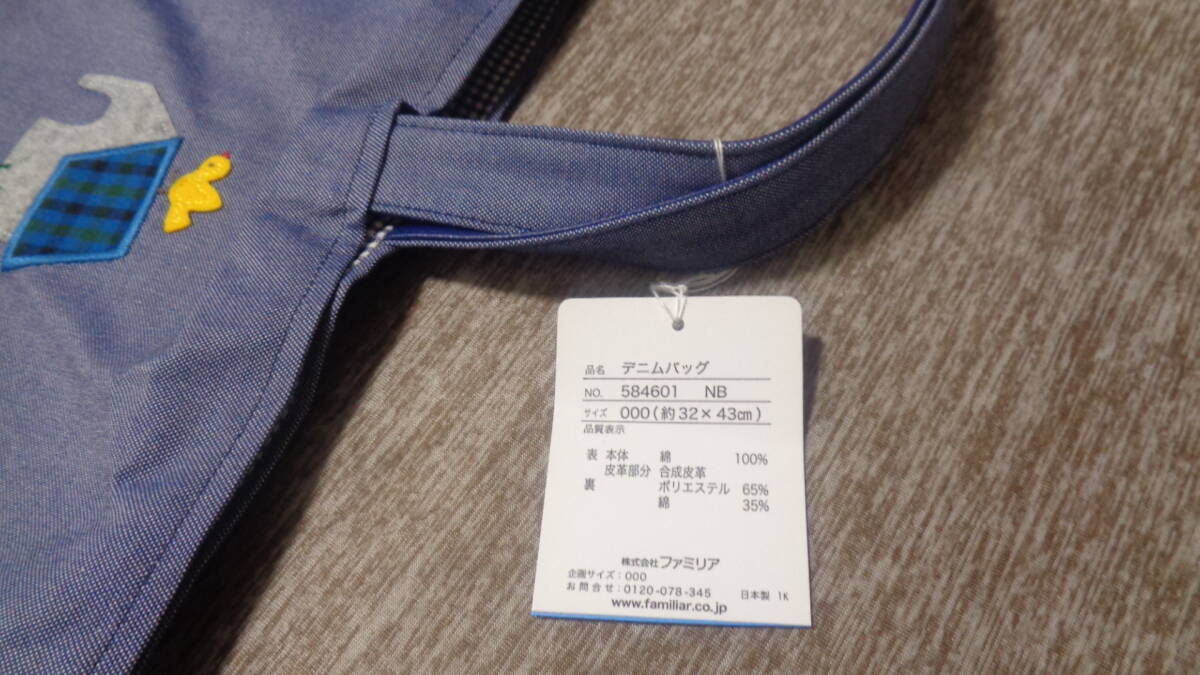 品名 デニムバッグ
NO. 584601 NB
サイズ 000(約32×43㎝)
品質表示
表 本体 綿 100%
皮革部分 合成皮革
裏 ポリエステル 65%
綿 35%
株式会社ファミリア
企画サイズ:000
お問合せ:0120-078-345 日本製 1K
www.familiar.co.jp